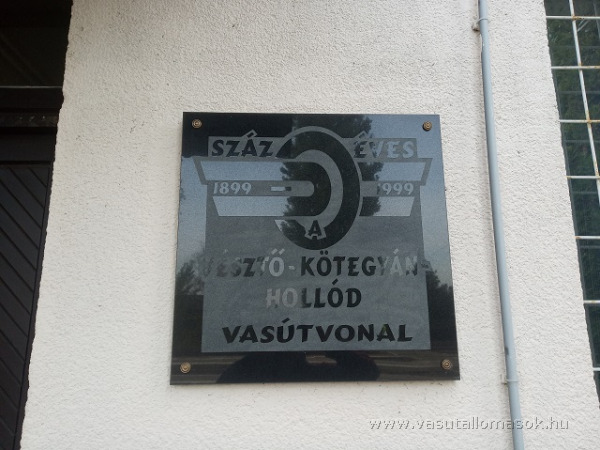 SZÁZ ÉVES
1899 1999
A
VÉSZTŐ-KÖTEGYÁN-
HOLLÓD
VASÚTVONAL
www.vasutallomasok.hu